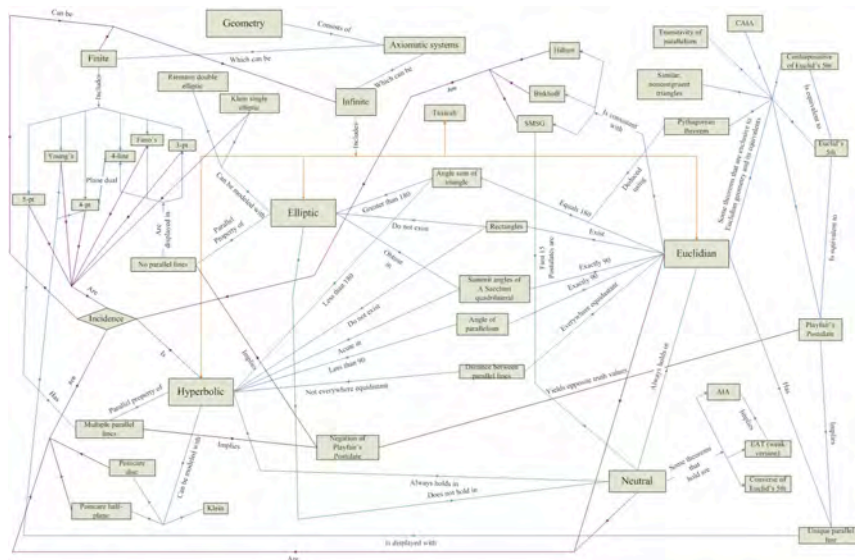 Can be
Geometry
Consists of
CAIA
Axiomatic systems
Transitivity
of parallelism
Finite
Which can be
Hilbert
Contrapositive
of Euclid's 5th
Riemann double
elliptic
Which can be
Are
Similar,
noncongruent
triangles
Includes
Klein single
elliptic
Infinite
Birkhoff
Is equivalent to
Taxicab
SMSG
Is consistent
with
Pythagorean
theorem
Includes
Fano's
Young's
4-line
3-pt
Euclid's
5th
Plane dual
Some theorems that are exclusive to
Euclidean geometry and its equivalents
Can be modeled with
Angle sum of
triangle
Deduced
using
5-pt
4-pt
Greater than 180
Equals 180
Are
displayed in
Parallel
Property of
Elliptic
Do not exist
Rectangles
Exist
Is equivalent to
First 15
Postulates are
Euclidian
No parallel lines
Obtuse
in
Less than 180
Summit angles of
A Saccheri
quadrilateral
Exactly 90
Are
Exactly 90
Do not exist
Everywhere equidistant
Incidence
Angle of
parallelism
Playfair's
Postulate
Acute in
Is
Less than 90
Implies
Distance between
parallel lines
Always holds in
Are
Hyperbolic
Not everywhere equidistant
Yields opposite truth values
Has
Has
Parallel property of
AIA
Multiple parallel
lines
Implies
Negation of
Playfair's
Postulate
Implies
Implies
EAT (weak
version)
Can be modeled with
Poincare
disc
Some theorems
that
hold are
Always holds in
Neutral
Does not hold in
Converse of
Euclid's 5th
Poincare half-
plane
Klein
Unique parallel
line
is displayed with
Are